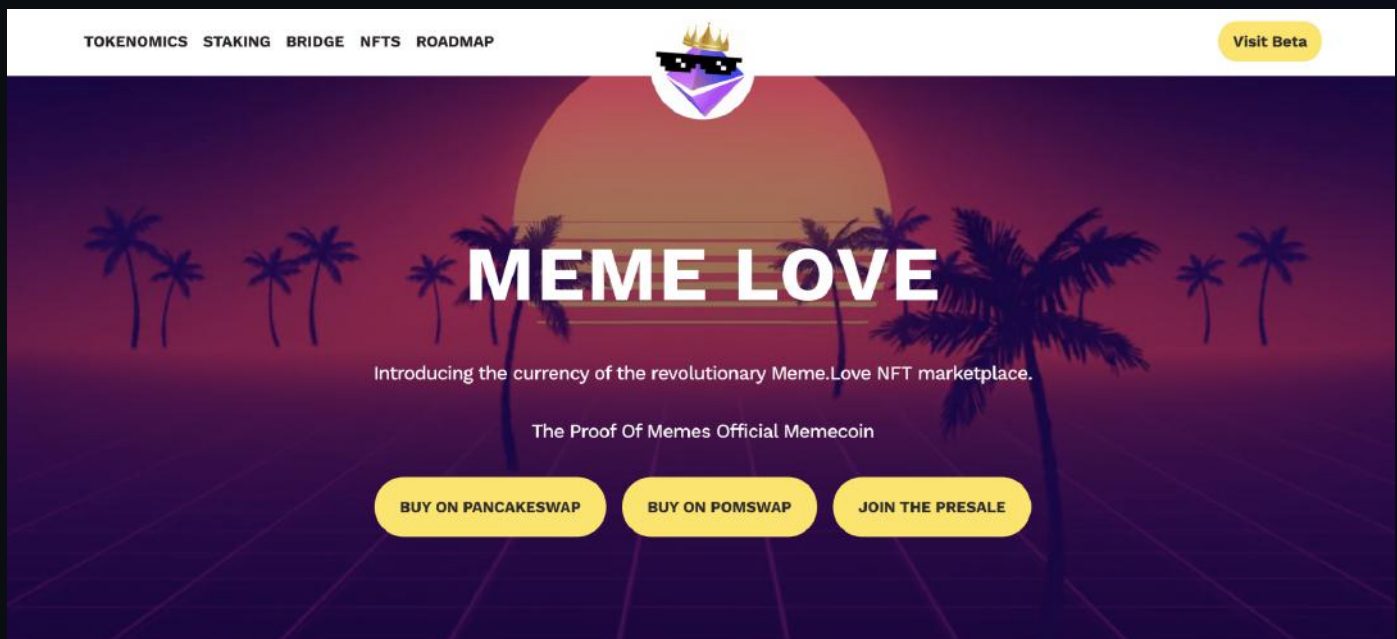 TOKENOMICS STAKING BRIDGE NFTS ROADMAP
Visit Beta
MEME LOVE
Introducing the currency of the revolutionary Meme.Love NFT marketplace.
The Proof Of Memes Official Memecoin
BUY ON PANCAKESWAP
BUY ON POMSWAP
JOIN THE PRESALE